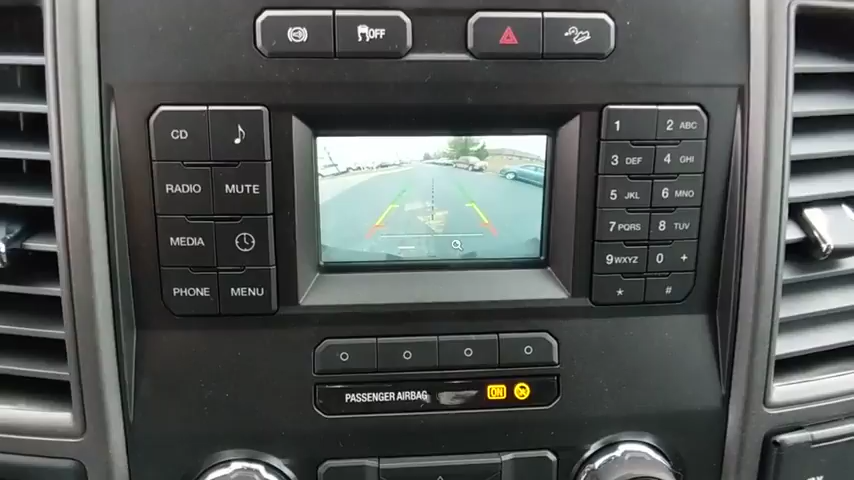 OFF
CD
RADIO MUTE
MEDIA
PHONE MENU
1 2 ABC
3 DEF 4 GHI
5 JKL 6 MNO
7 PQRS 8 TUV
9 WXYZ 0 +
* #
PASSENGER AIRBAG ON